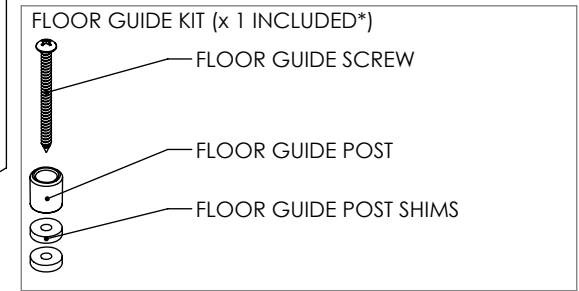 FLOOR GUIDE KIT (x 1 INCLUDED*)
FLOOR GUIDE SCREW
FLOOR GUIDE POST
FLOOR GUIDE POST SHIMS